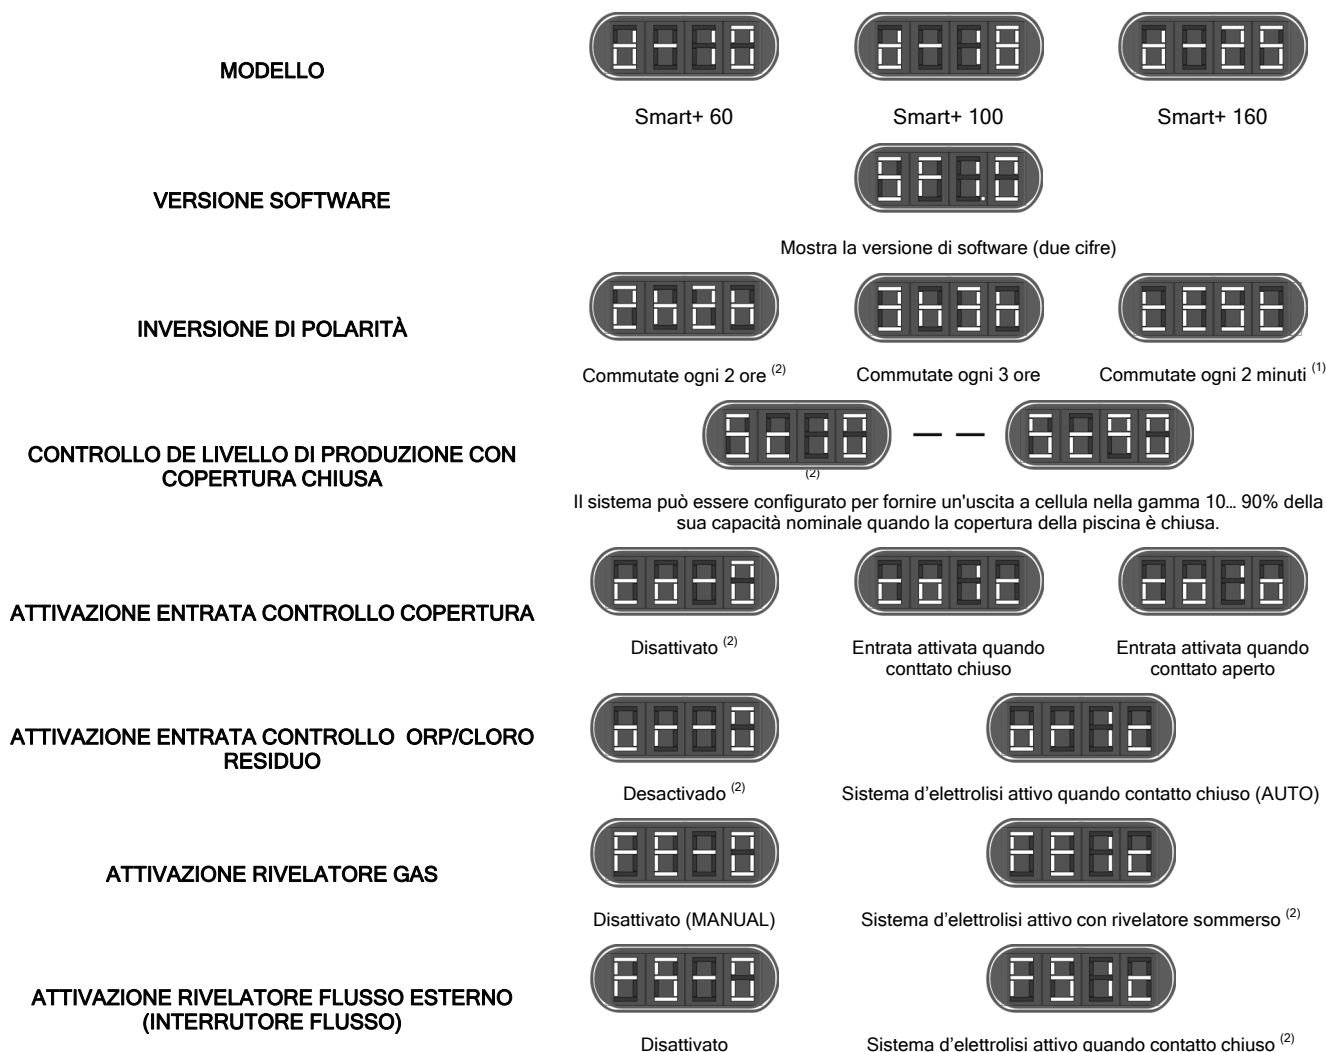 MODELLO
Smart+ 60
Smart+ 100
Smart+ 160
VERSIONE SOFTWARE
Mostra la versione di software (due cifre)
INVERSIONE DI POLARITÀ
2h2h
3h3h
tESt
Commutate ogni 2 ore (2)
Commutate ogni 3 ore
Commutate ogni 2 minuti (1)
CONTROLLO DE LIVELLO DI PRODUZIONE CON
COPERTURA CHIUSA
(2)
Il sistema può essere configurato per fornire un'uscita a cellula nella gamma 10... 90% della
sua capacità nominale quando la copertura della piscina è chiusa.
ATTIVAZIONE ENTRATA CONTROLLO COPERTURA
Disattivato (2)
Entrata attivata quando
conttato chiuso
Entrata attivata quando
conttato aperto
ATTIVAZIONE ENTRATA CONTROLLO ORP/CLORO
RESIDUO
Desactivado (2)
Sistema d'elettrolisi attivo quando contatto chiuso (AUTO)
ATTIVAZIONE RIVELATORE GAS
Disattivato (MANUAL)
Sistema d'elettrolisi attivo con rivelatore sommerso (2)
ATTIVAZIONE RIVELATORE FLUSSO ESTERNO
(INTERRUTORE FLUSSO)
Disattivato
Sistema d'elettrolisi attivo quando contatto chiuso (2)